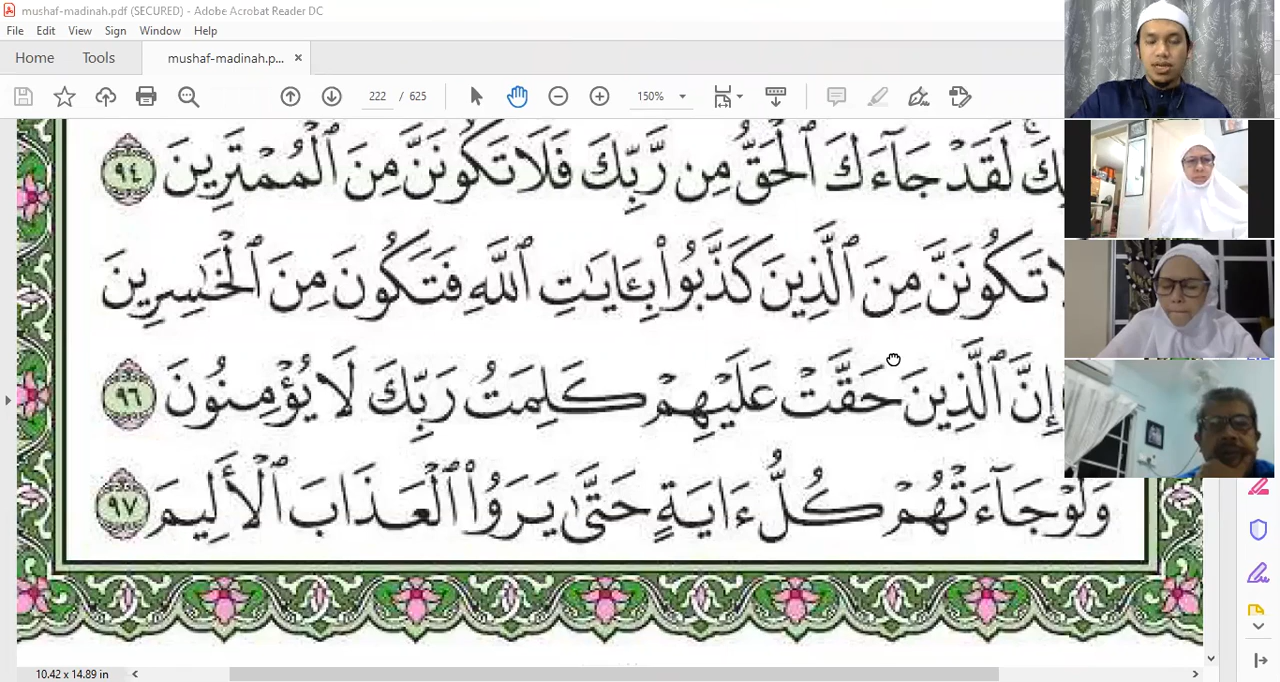 mushaf-madinah.pdf (SECURED) - Adobe Acrobat Reader DC
File Edit View Sign Window Help
Home Tools mushaf-madinah.p... ×
222 / 625 150%
لَقَدْ جَآءَكَ ٱلْحَقُّ مِن رَّبِّكَ فَلَا تَكُونَنَّ مِنَ ٱلْمُمْتَرِينَ ٩٤
تَكُونَنَّ مِنَ ٱلَّذِينَ كَذَّبُوا۟ بِـَٔايَـٰتِ ٱللَّهِ فَتَكُونَ مِنَ ٱلْخَـٰسِرِينَ
إِنَّ ٱلَّذِينَ حَقَّتْ عَلَيْهِمْ كَلِمَتُ رَبِّكَ لَا يُؤْمِنُونَ ٩٦
وَلَوْ جَآءَتْهُمْ كُلُّ ءَايَةٍ حَتَّىٰ يَرَوُا۟ ٱلْعَذَابَ ٱلْأَلِيمَ ٩٧
10.42 x 14.89 in